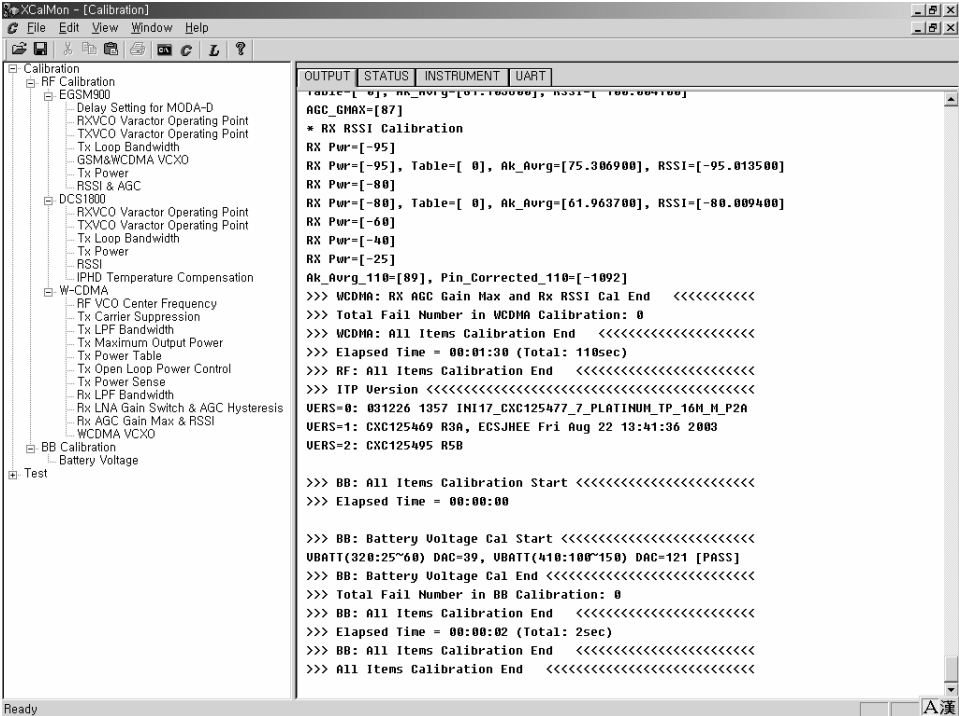 XCalMon - [Calibration]
File Edit View Window Help
Calibration
RF Calibration
EGSM900
Delay Setting for MODA-D
RXVCO Varactor Operating Point
TXVCO Varactor Operating Point
Tx Loop Bandwidth
GSM&WCDMA VCXO
Tx Power
RSSI & AGC
DCS1800
RXVCO Varactor Operating Point
TXVCO Varactor Operating Point
Tx Loop Bandwidth
Tx Power
RSSI
IPHD Temperature Compensation
W-CDMA
RF VCO Center Frequency
Tx Carrier Suppression
Tx LPF Bandwidth
Tx Maximum Output Power
Tx Power Table
Tx Open Loop Power Control
Tx Power Sense
Rx LPF Bandwidth
Rx LNA Gain Switch & AGC Hysteresis
Rx AGC Gain Max & RSSI
WCDMA VCXO
BB Calibration
Battery Voltage
Test
OUTPUT STATUS INSTRUMENT UART
AGC_GMAX=[87]
* RX RSSI Calibration
RX Pwr=[-95]
RX Pwr=[-95], Table=[ 0], Ak_Avrg=[75.306900], RSSI=[-95.013500]
RX Pwr=[-80]
RX Pwr=[-80], Table=[ 0], Ak_Avrg=[61.963700], RSSI=[-80.009400]
RX Pwr=[-60]
RX Pwr=[-40]
RX Pwr=[-25]
Ak_Avrg_110=[89], Pin_Corrected_110=[-1092]
>>> WCDMA: RX AGC Gain Max and Rx RSSI Cal End <<<<<<<<<<<
>>> Total Fail Number in WCDMA Calibration: 0
>>> WCDMA: All Items Calibration End <<<<<<<<<<<<<<<<<<<<<
>>> Elapsed Time = 00:01:30 (Total: 110sec)
>>> RF: All Items Calibration End <<<<<<<<<<<<<<<<<<<<<<<<
>>> ITP Version <<<<<<<<<<<<<<<<<<<<<<<<<<<<<<<<<<<<<<<<<
VERS=0: 031226 1357 INI17_CXC125477_7_PLATINUM_TP_16M_M_P2A
VERS=1: CXC125469 R3A, ECSJHEE Fri Aug 22 13:41:36 2003
VERS=2: CXC125495 R5B
>>> BB: All Items Calibration Start <<<<<<<<<<<<<<<<<<<<<<<<
>>> Elapsed Time = 00:00:00
>>> BB: Battery Voltage Cal Start <<<<<<<<<<<<<<<<<<<<<<<<<<
VBATT(320:25~60) DAC=39, VBATT(410:100~150) DAC=121 [PASS]
>>> BB: Battery Voltage Cal End <<<<<<<<<<<<<<<<<<<<<<<<<<<<
>>> Total Fail Number in BB Calibration: 0
>>> BB: All Items Calibration End <<<<<<<<<<<<<<<<<<<<<<<<
>>> Elapsed Time = 00:00:02 (Total: 2sec)
>>> BB: All Items Calibration End <<<<<<<<<<<<<<<<<<<<<<<<
>>> All Items Calibration End <<<<<<<<<<<<<<<<<<<<<<<<<<<<
Ready
A漢